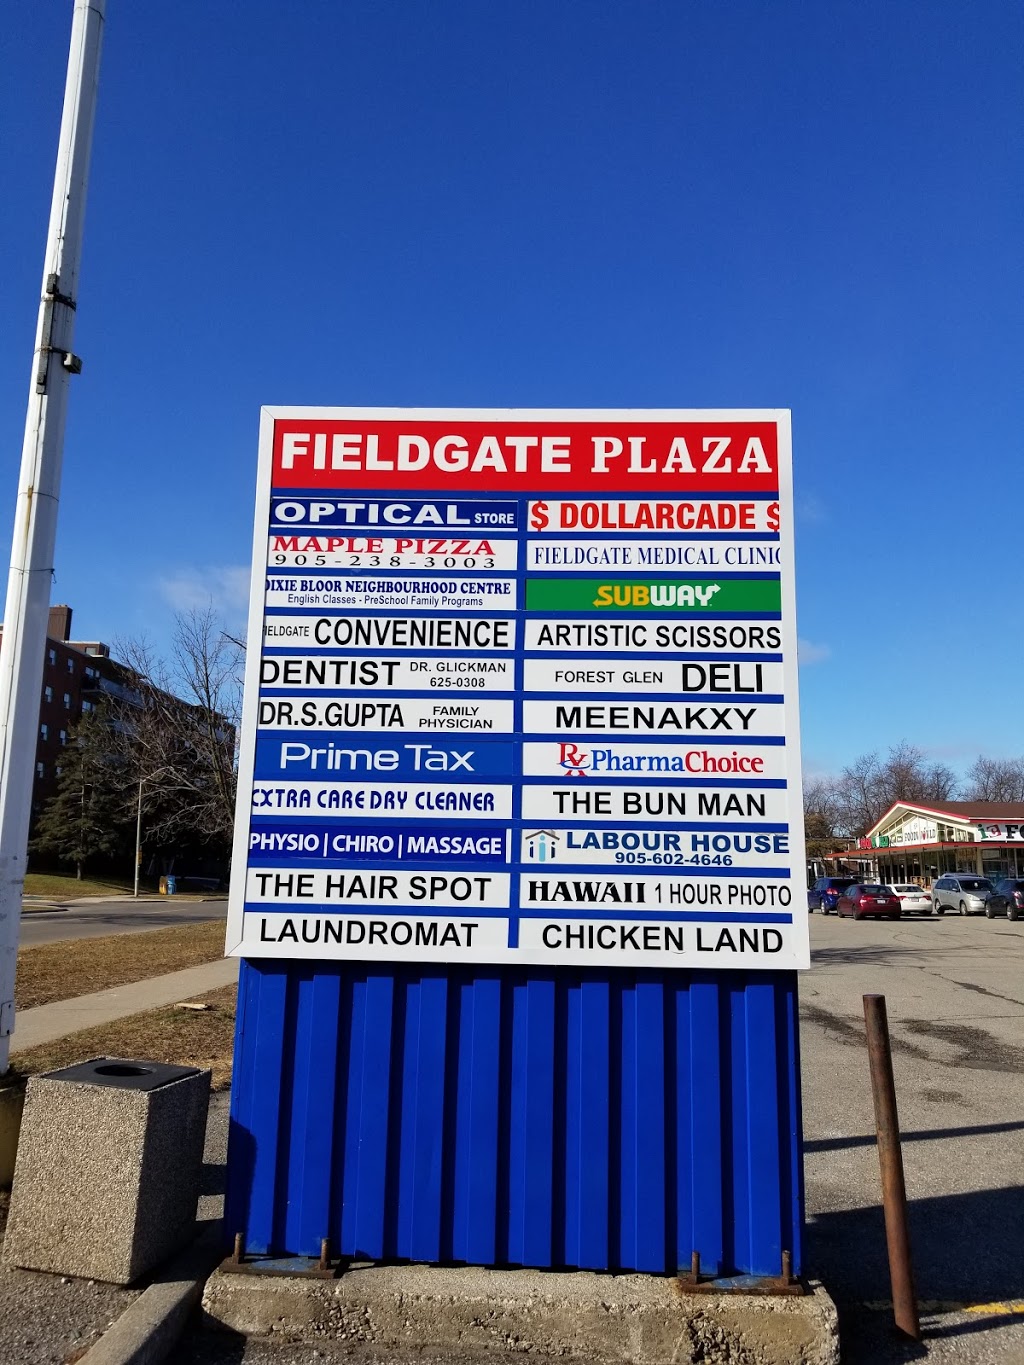 FIELDGATE PLAZA
OPTICAL STORE
$ DOLLARCADE $
MAPLE PIZZA
905-238-3003
FIELDGATE MEDICAL CLINIC
DIXIE BLOOR NEIGHBOURHOOD CENTRE
English Classes - PreSchool Family Programs
SUBWAY
FIELDGATE CONVENIENCE
ARTISTIC SCISSORS
DENTIST DR. GLICKMAN
625-0308
FOREST GLEN DELI
DR.S.GUPTA FAMILY
PHYSICIAN
MEENAKXY
Prime Tax
Rx PharmaChoice
EXTRA CARE DRY CLEANER
THE BUN MAN
PHYSIO | CHIRO | MASSAGE
LABOUR HOUSE
905-602-4646
THE HAIR SPOT
HAWAII 1 HOUR PHOTO
LAUNDROMAT
CHICKEN LAND